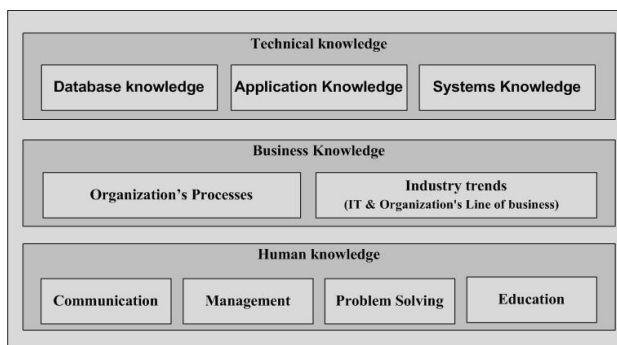 Technical knowledge
Database knowledge
Application Knowledge
Systems Knowledge
Business Knowledge
Organization's Processes
Industry trends
(IT & Organization's Line of business)
Human knowledge
Communication
Management
Problem Solving
Education